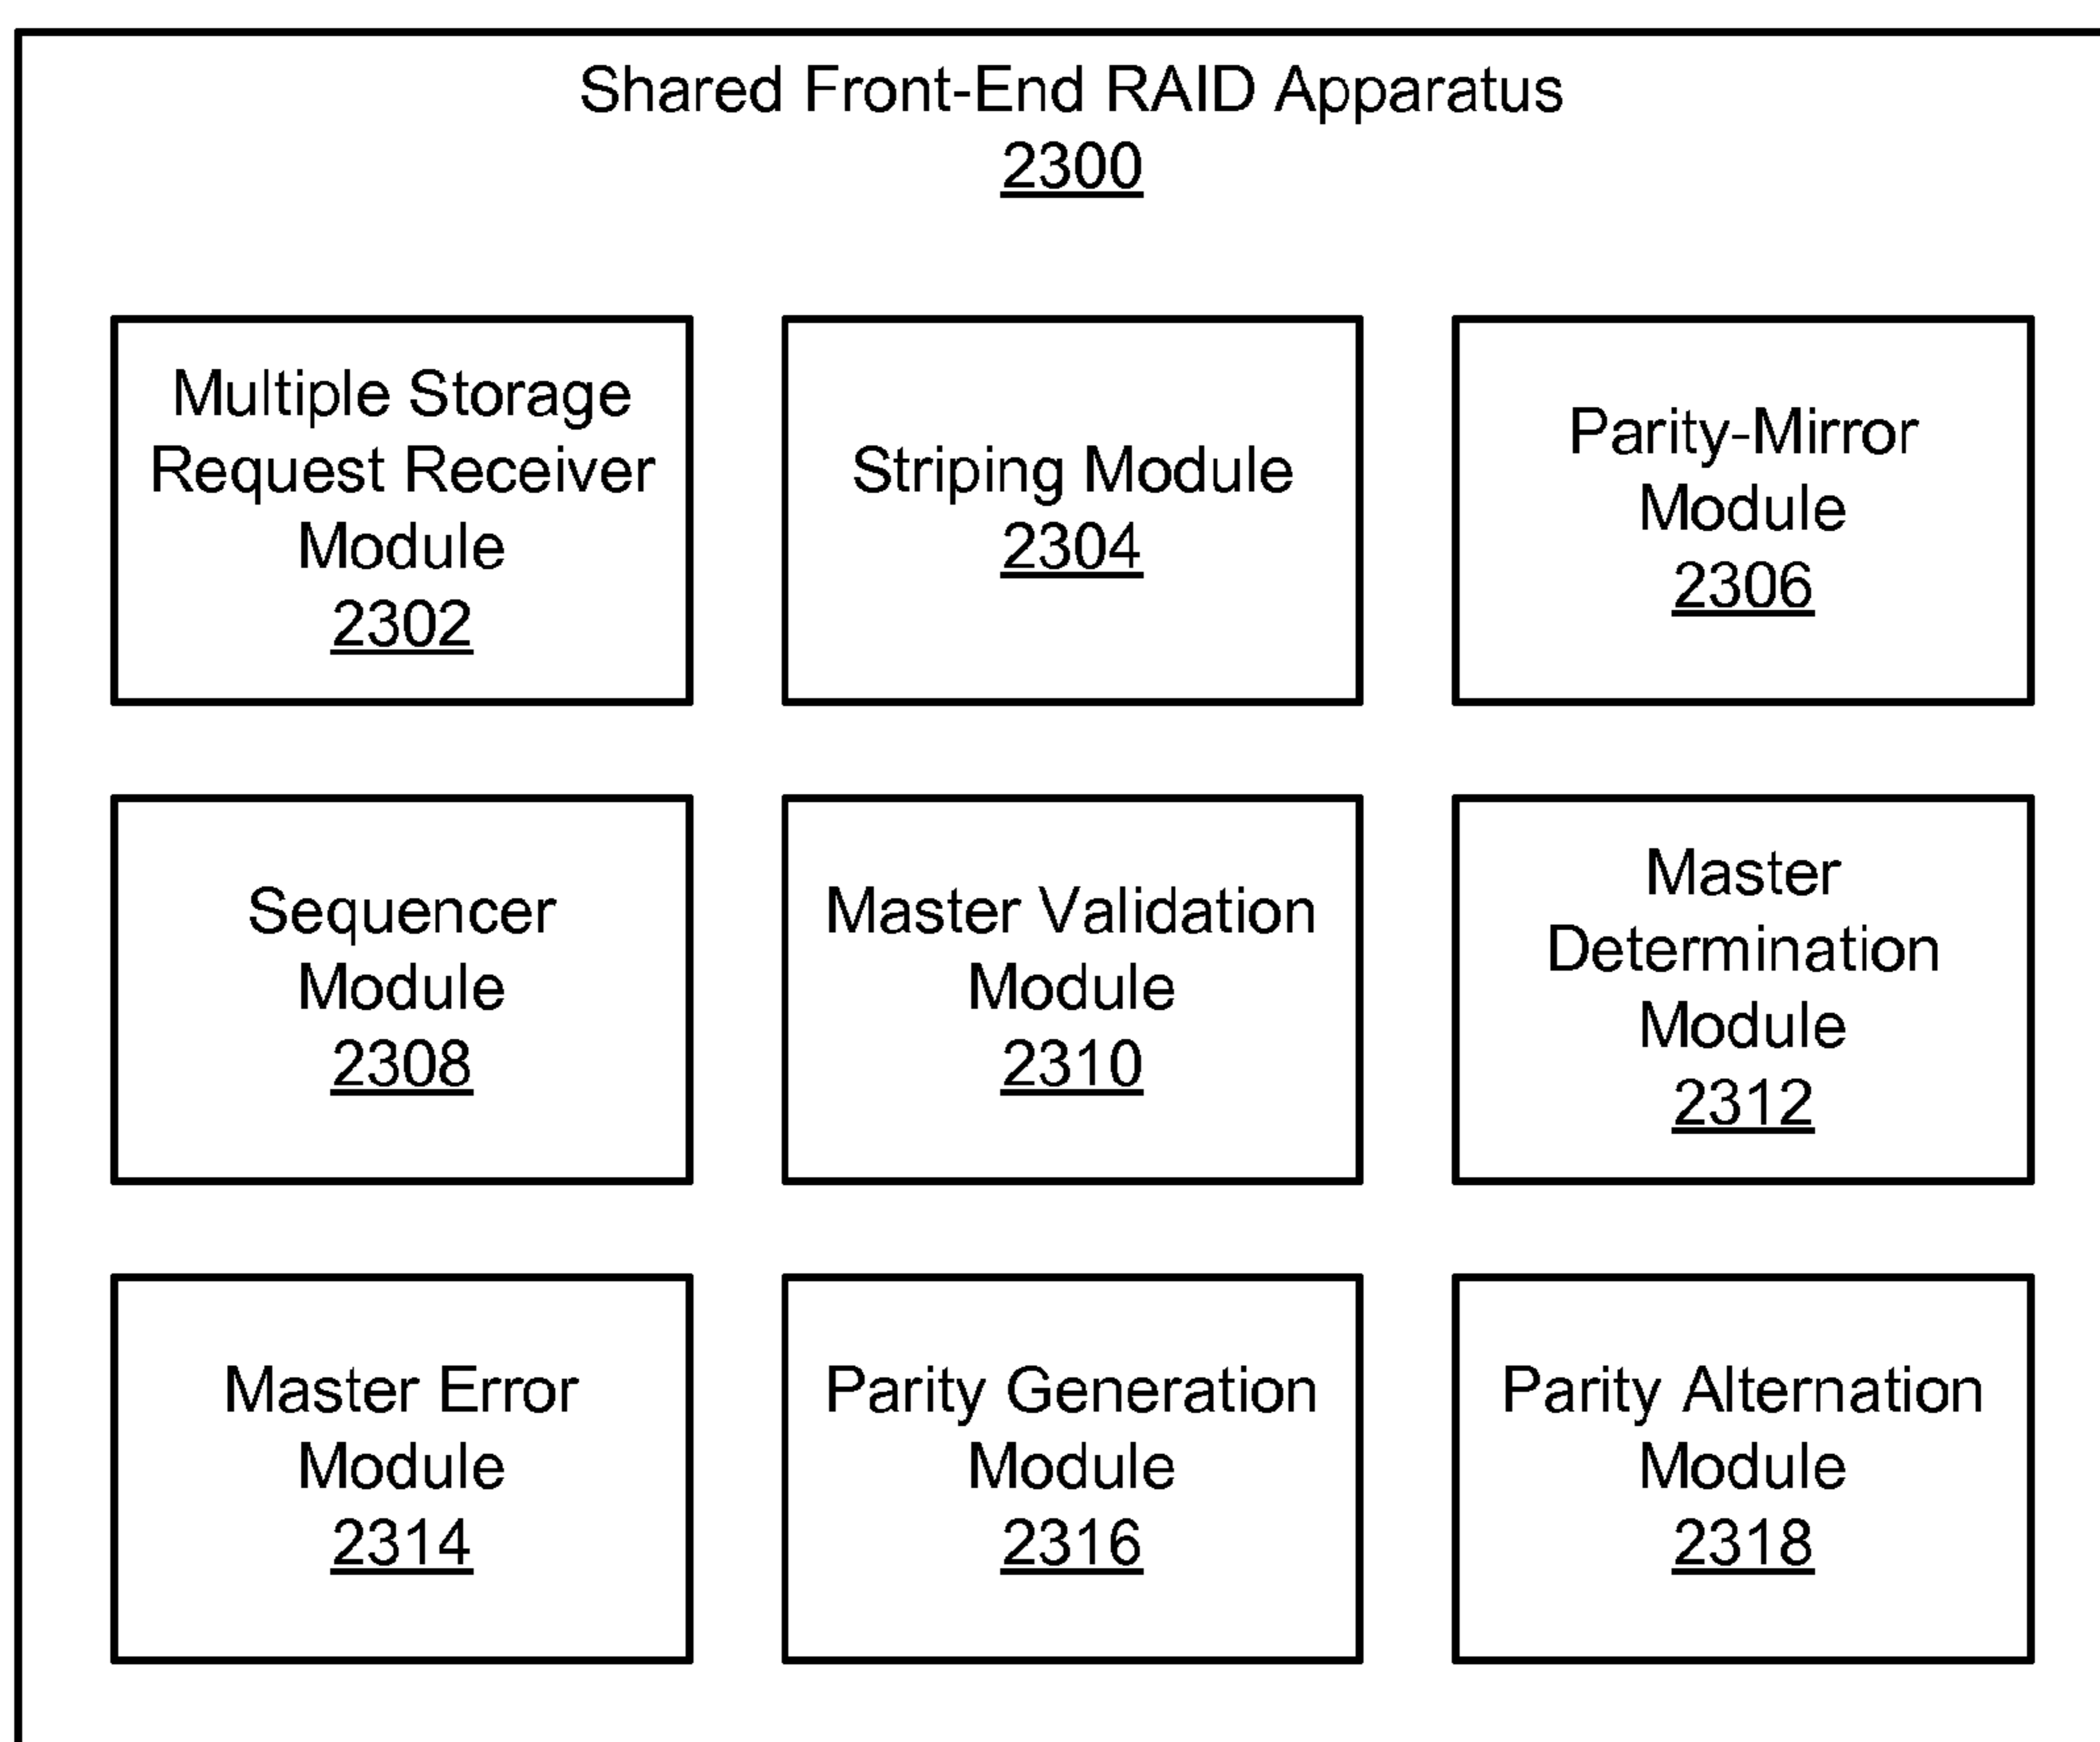 Shared Front-End RAID Apparatus
2300
Multiple Storage
Request Receiver
Module
2302
Striping Module
2304
Parity-Mirror
Module
2306
Sequencer
Module
2308
Master Validation
Module
2310
Master
Determination
Module
2312
Master Error
Module
2314
Parity Generation
Module
2316
Parity Alternation
Module
2318